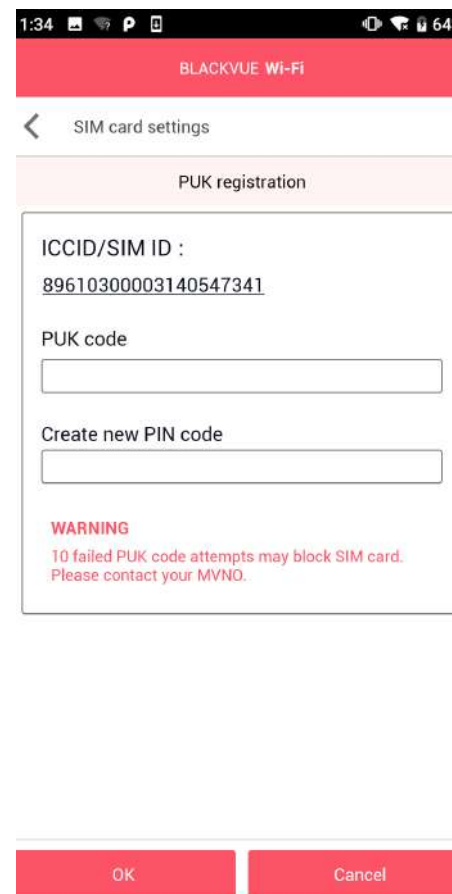 1:34 64
BLACKVUE Wi-Fi
SIM card settings
PUK registration
ICCID/SIM ID :
89610300003140547341
PUK code
Create new PIN code
WARNING
10 failed PUK code attempts may block SIM card.
Please contact your MVNO.
OK Cancel